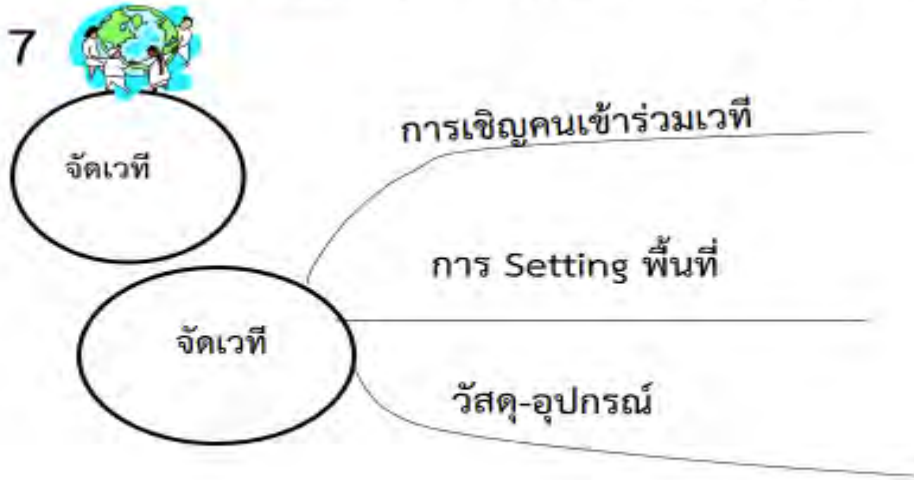 7
จัดเวที
การเชิญคนเข้าร่วมเวที
การ Setting พื้นที่
จัดเวที
วัสดุ-อุปกรณ์